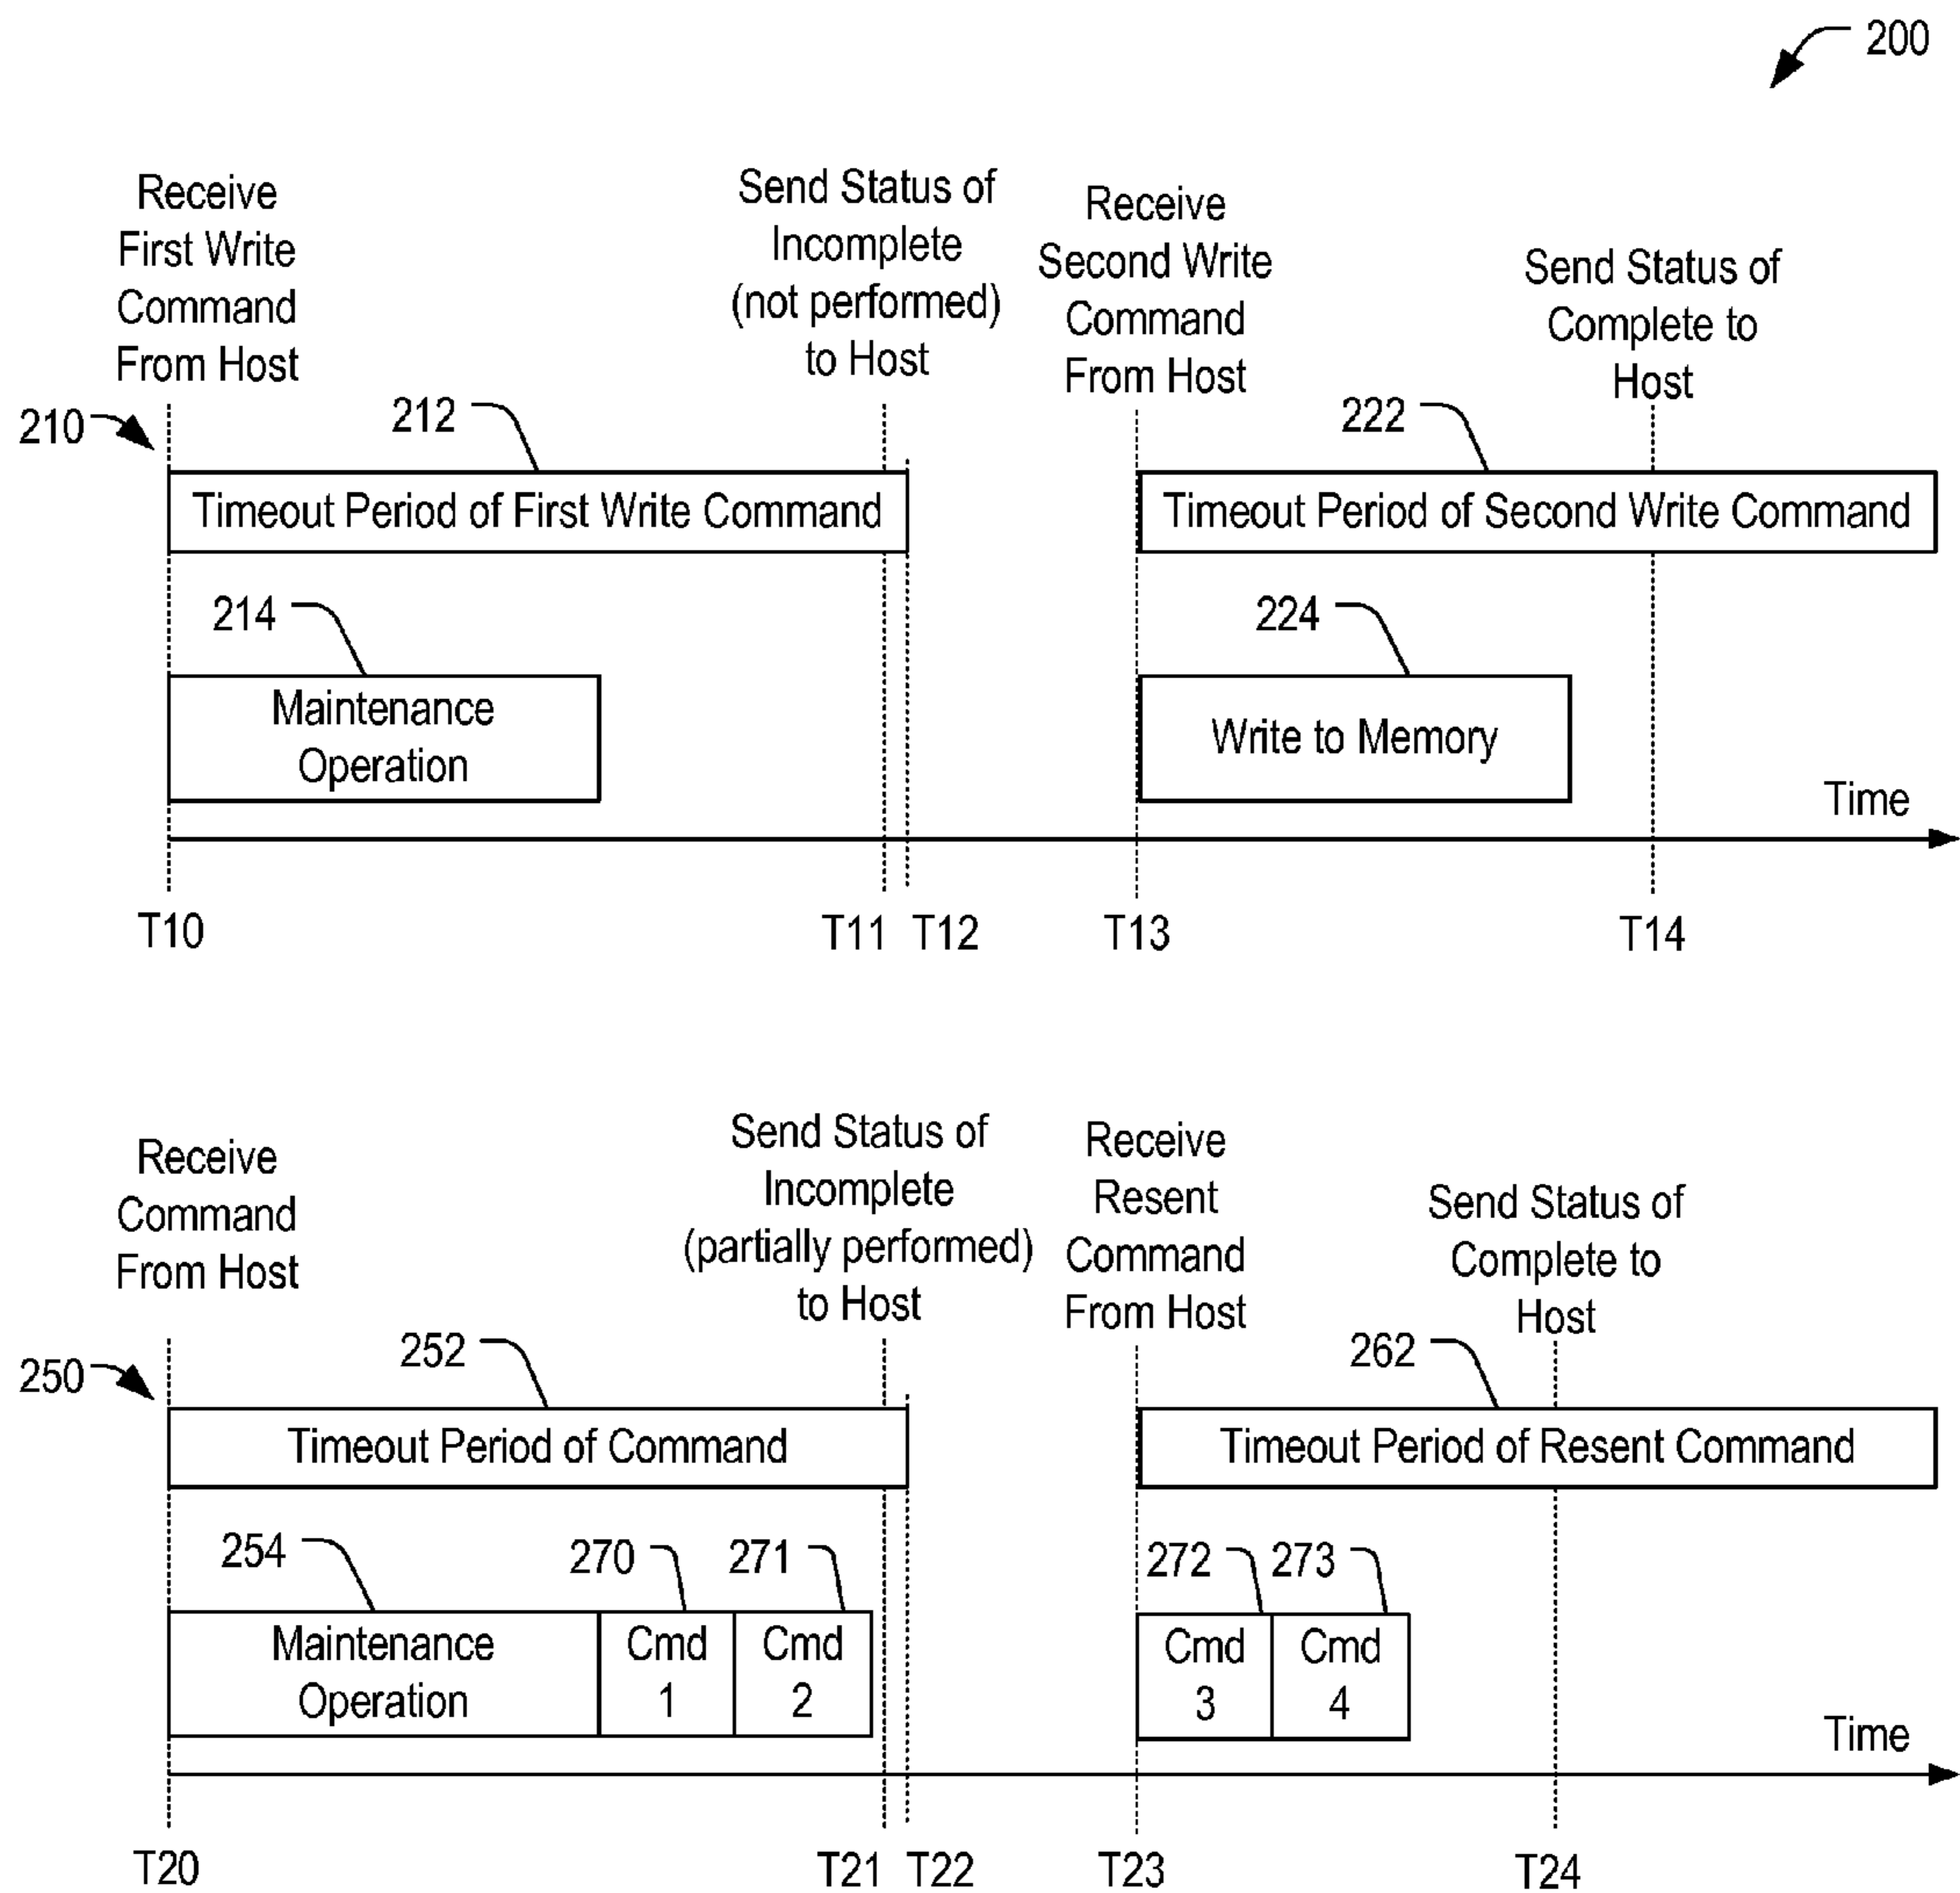 200
Receive
First Write
Command
From Host
Send Status of
Incomplete
(not performed)
to Host
Receive
Second Write
Command
From Host
Send Status of
Complete to
Host
210
212
222
Timeout Period of First Write Command
Timeout Period of Second Write Command
214
224
Maintenance
Operation
Write to Memory
Time
T10
T11
T12
T13
T14
Receive
Command
From Host
Send Status of
Incomplete
(partially performed)
to Host
Receive
Resent
Command
From Host
Send Status of
Complete to
Host
250
252
262
Timeout Period of Command
Timeout Period of Resent Command
254
270
271
272
273
Maintenance
Operation
Cmd
1
Cmd
2
Cmd
3
Cmd
4
Time
T20
T21
T22
T23
T24